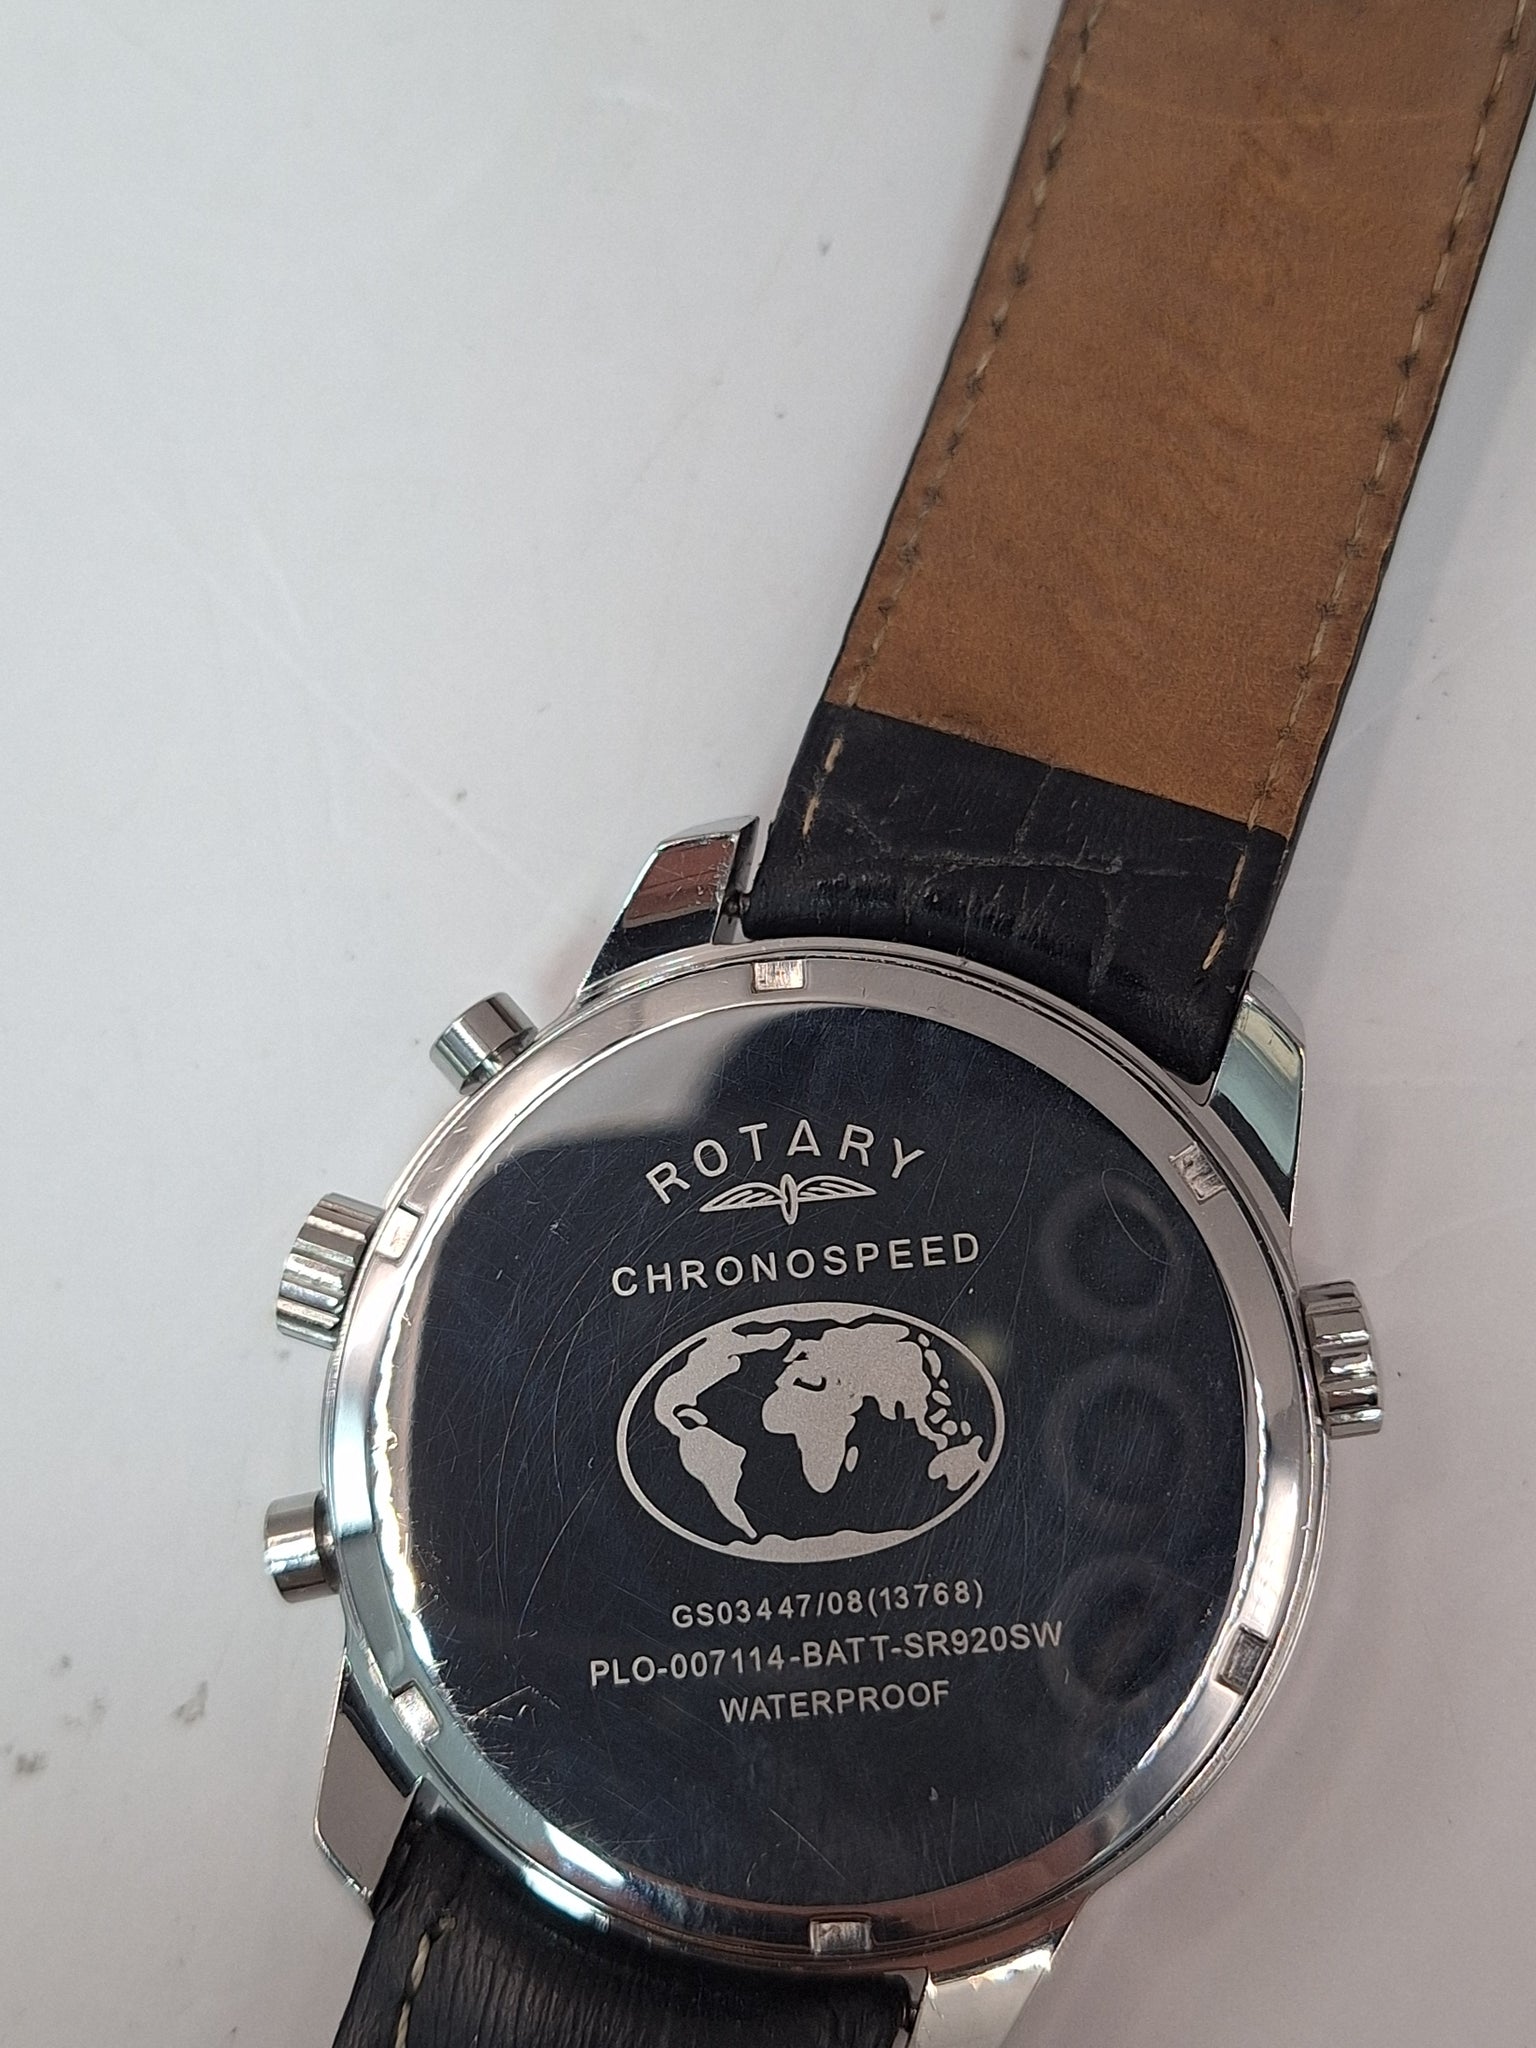 ROTARY
CHRONOSPEED
GS03447/08(13768)
PLO-007114-BATT-SR920SW
WATERPROOF